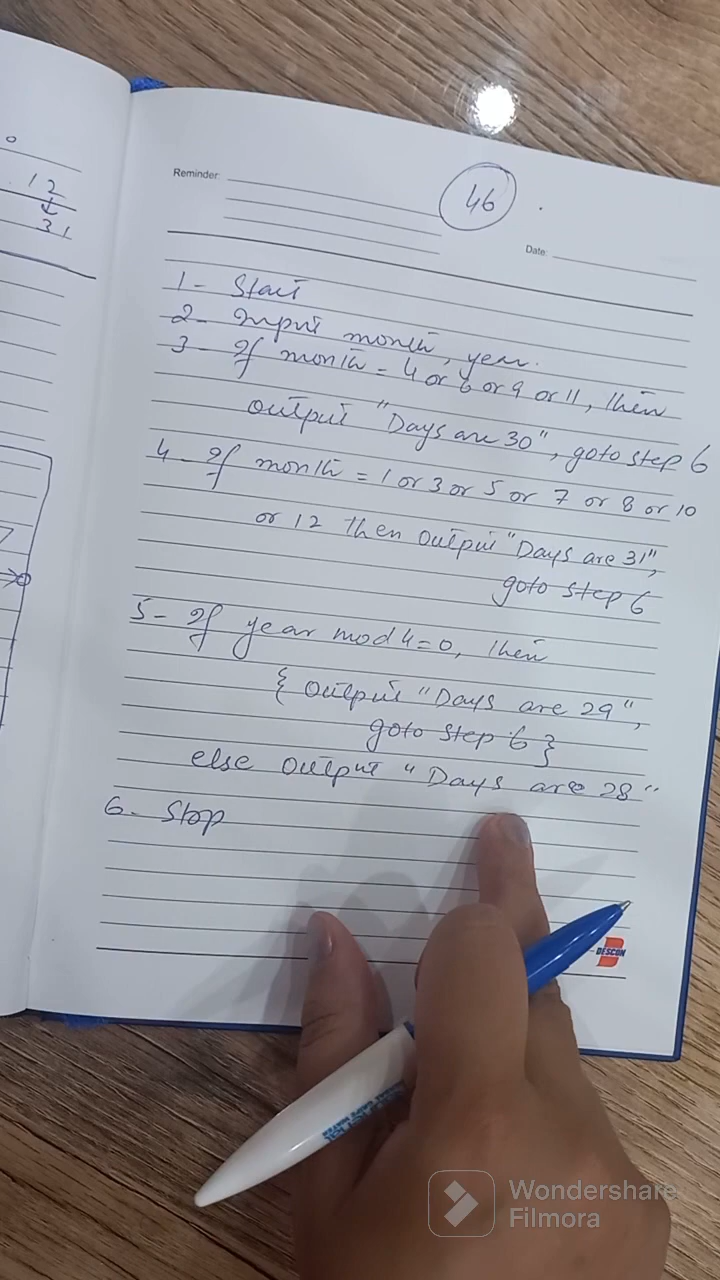 12
31
Reminder:
46
Date:
1- Start
2- Input month, year.
3- If month = 4 or 6 or 9 or 11, then
output "Days are 30", goto step 6
4- If month = 1 or 3 or 5 or 7 or 8 or 10
or 12 then output "Days are 31",
goto step 6
5- If year mod 4=0, then
{ output "Days are 29",
goto step 6 }
else output "Days are 28"
6- Stop
DESCON
Wondershare
Filmora